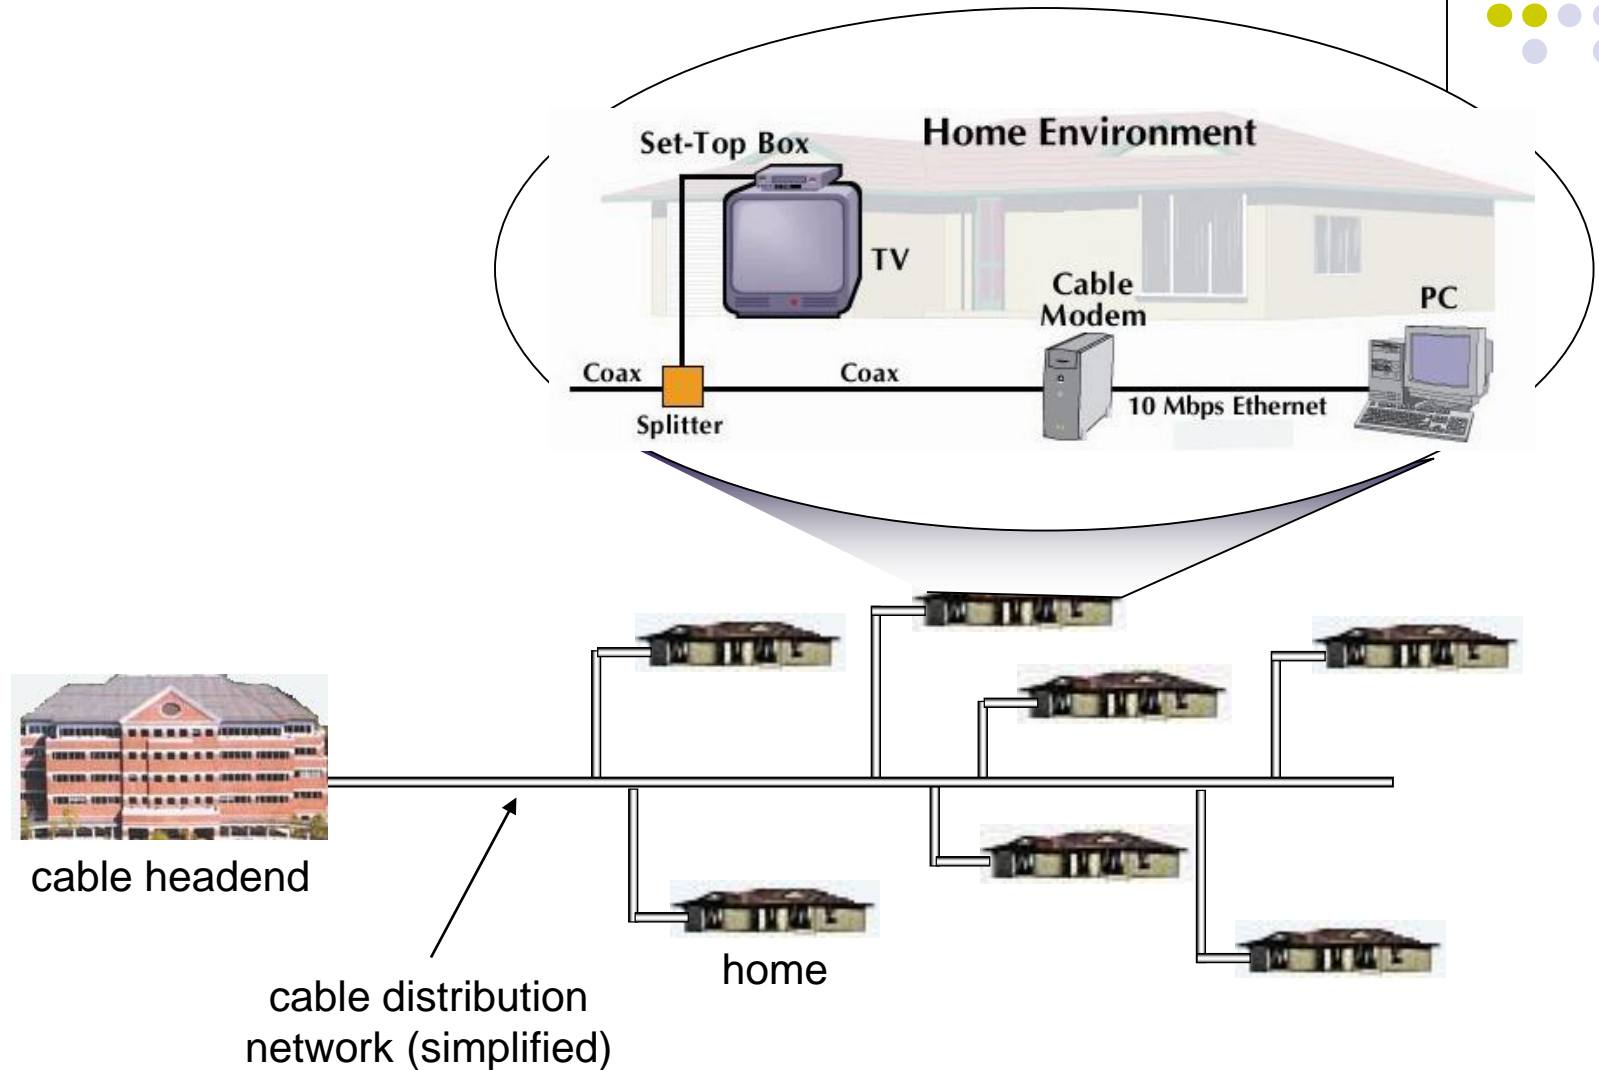 Home Environment
Set-Top Box
TV
Cable
Modem
PC
Coax
Coax
10 Mbps Ethernet
Splitter
cable headend
home
cable distribution
network (simplified)